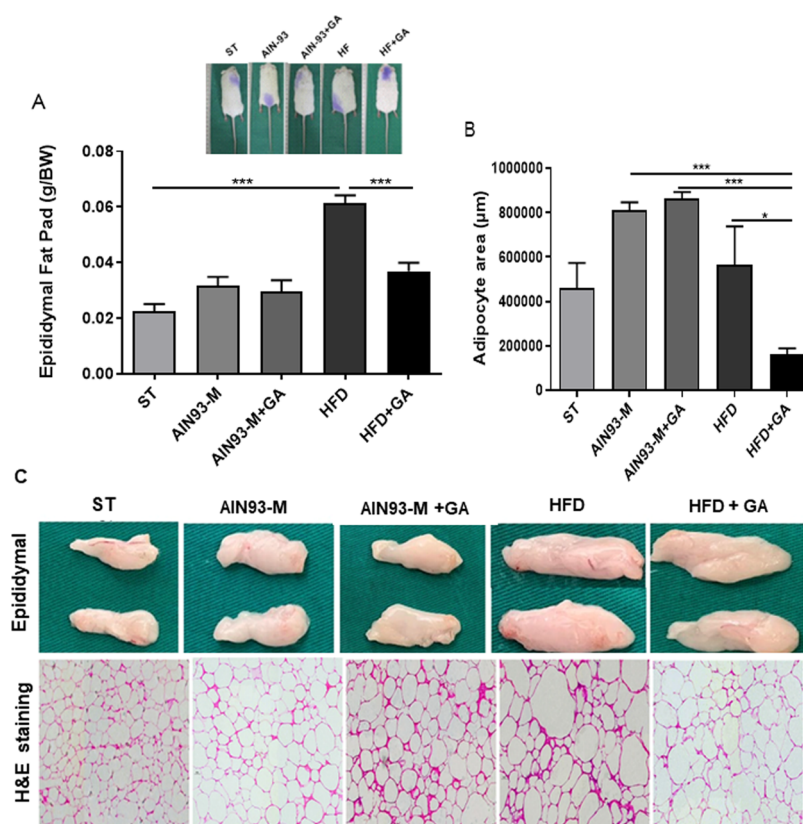 ST AIN-93 AIN-93+GA HF HF+GA
A
Epididymal Fat Pad (g/BW)
0.08
0.06
0.04
0.02
0.00
*** ***
ST AIN93-M AIN93-M+GA HFD HFD+GA
B
Adipocyte area (µm)
1000000
800000
600000
400000
200000
0
***
***
*
ST AIN93-M AIN93-M+GA HFD HFD+GA
C
ST AIN93-M AIN93-M +GA HFD HFD + GA
Epididymal
H&E staining